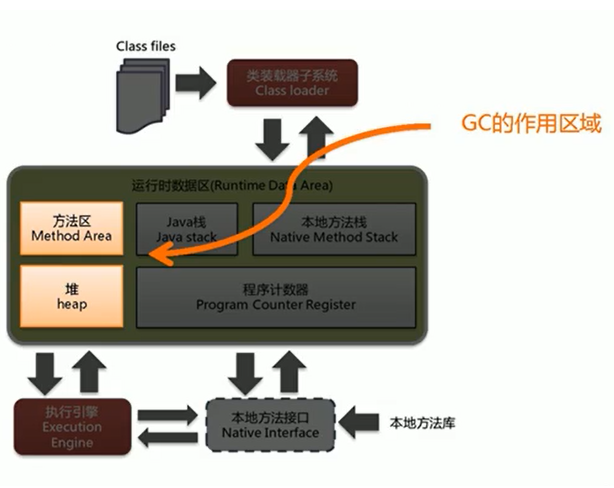 Class files
类装载器子系统
Class loader
GC的作用区域
运行时数据区(Runtime Data Area)
方法区
Method Area
Java栈
Java stack
本地方法栈
Native Method Stack
堆
heap
程序计数器
Program Counter Register
执行引擎
Execution
Engine
本地方法接口
Native Interface
本地方法库